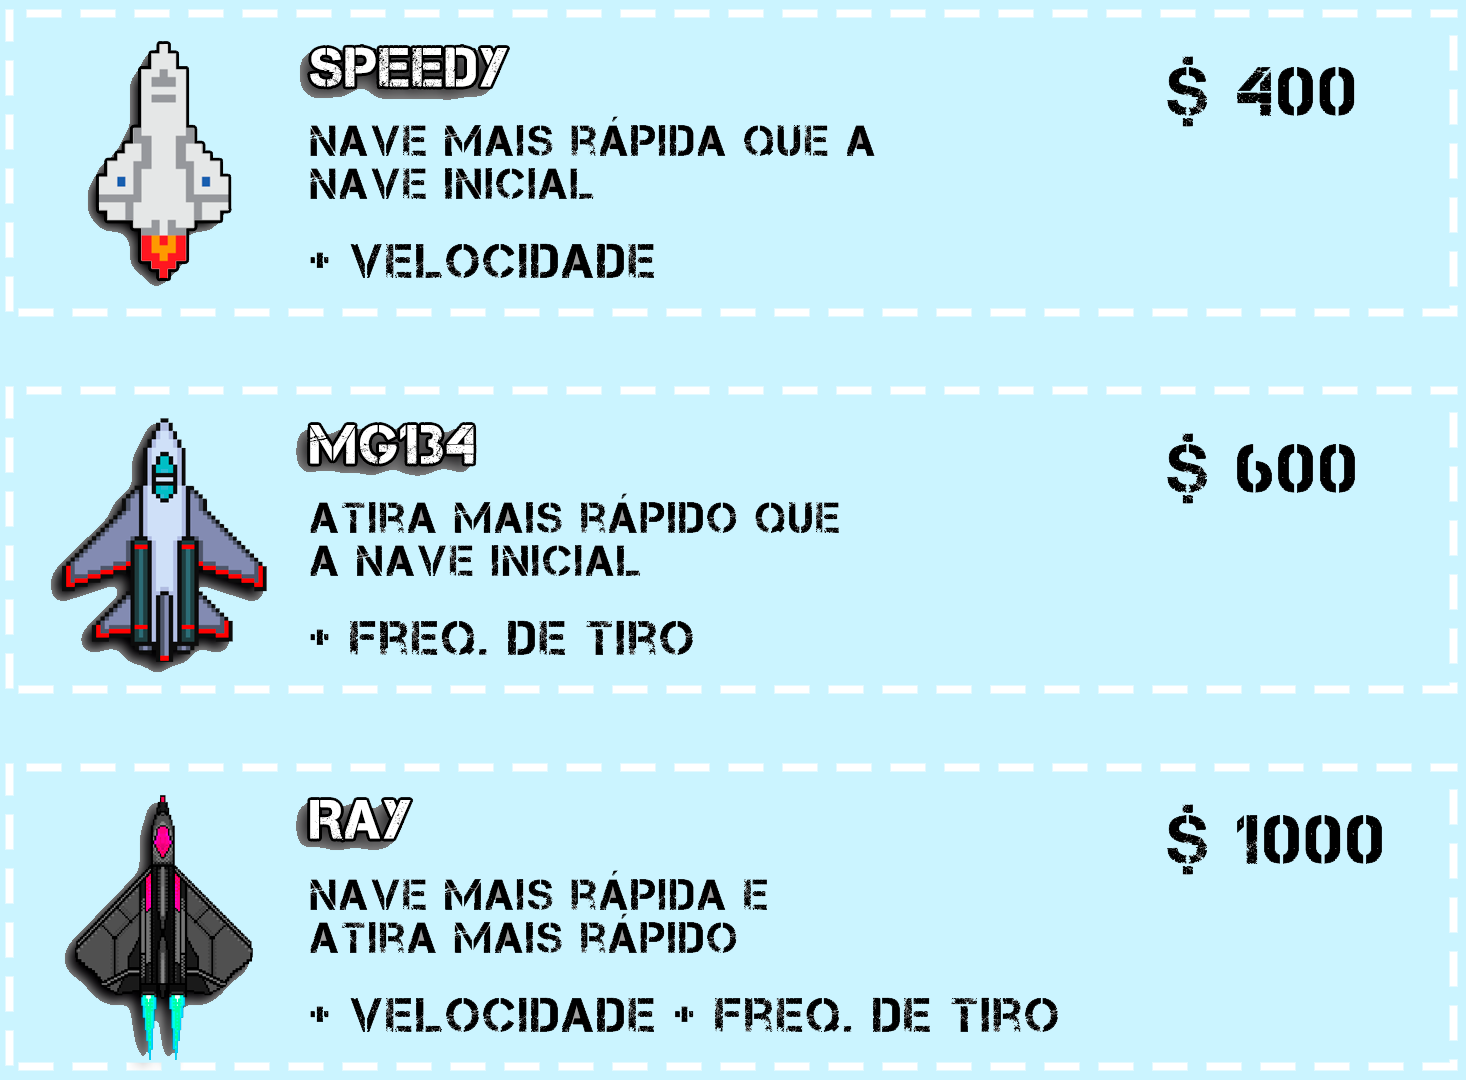 SPEEDY
$ 400
NAVE MAIS RÁPIDA QUE A
NAVE INICIAL
+ VELOCIDADE
MG134
$ 600
ATIRA MAIS RÁPIDO QUE
A NAVE INICIAL
+ FREQ. DE TIRO
RAY
$ 1000
NAVE MAIS RÁPIDA E
ATIRA MAIS RÁPIDO
+ VELOCIDADE + FREQ. DE TIRO